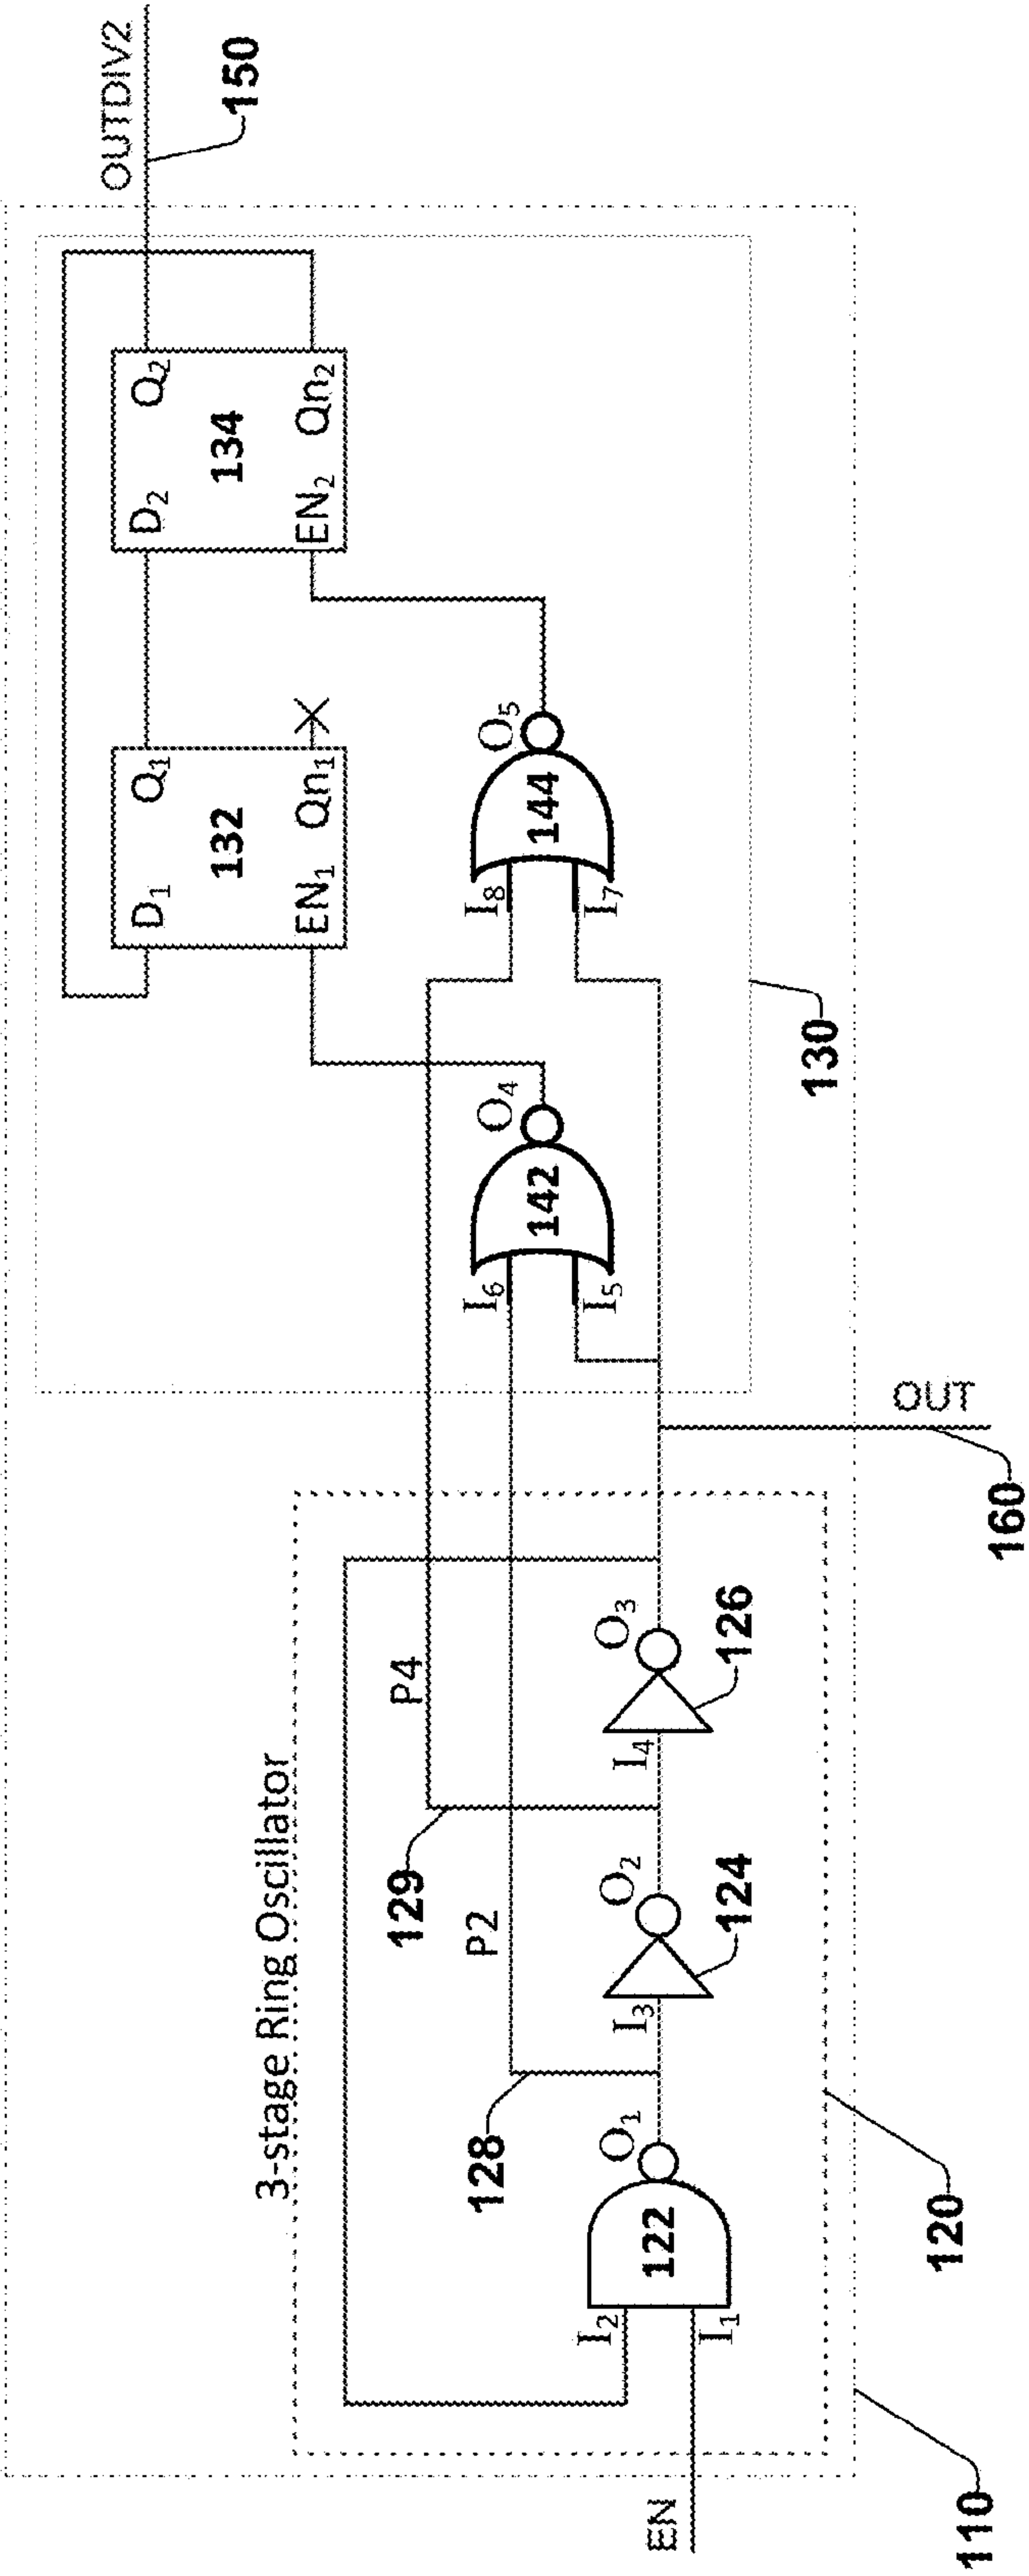 OUTDIV2
150
D₁
Q₁
132
EN₁
Qn₁
D₂
Q₂
134
EN₂
Qn₂
3-stage Ring Oscillator
P4
129
P2
128
I₆
I₅
142
O₄
I₈
I₇
144
O₅
I₂
I₁
122
O₁
I₃
O₂
124
I₄
O₃
126
EN
130
OUT
160
120
110